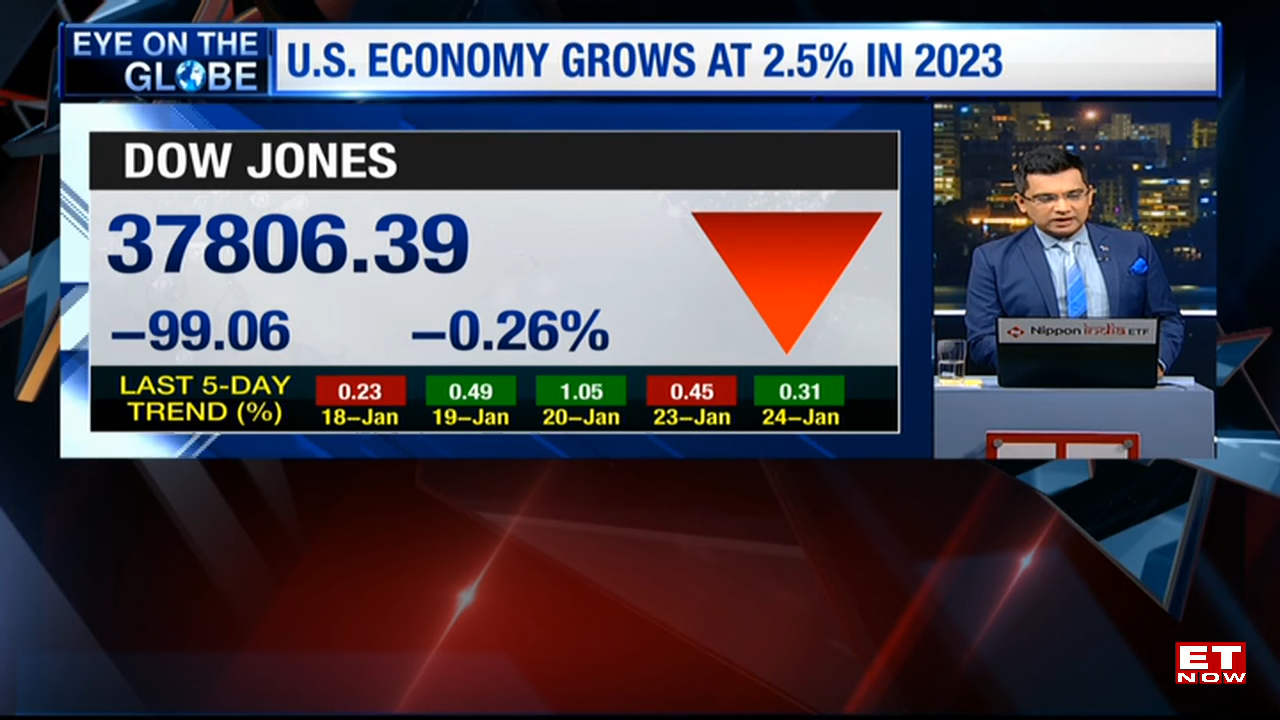 EYE ON THE
GLOBE
U.S. ECONOMY GROWS AT 2.5% IN 2023
DOW JONES
37806.39
–99.06 –0.26%
LAST 5-DAY
TREND (%)
0.23 0.49 1.05 0.45 0.31
18–Jan 19–Jan 20–Jan 23–Jan 24–Jan
Nippon india ETF
ET
NOW